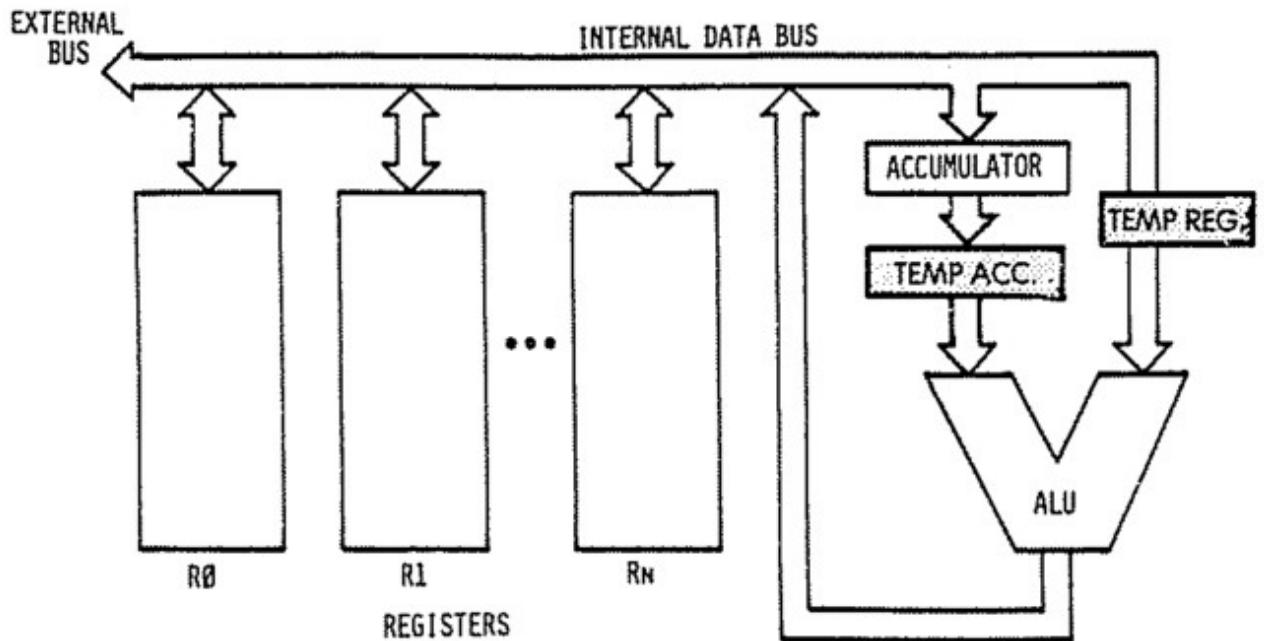 EXTERNAL
BUS
INTERNAL DATA BUS
ACCUMULATOR
TEMP REG.
TEMP ACC.
ALU
RØ
R1
RN
REGISTERS